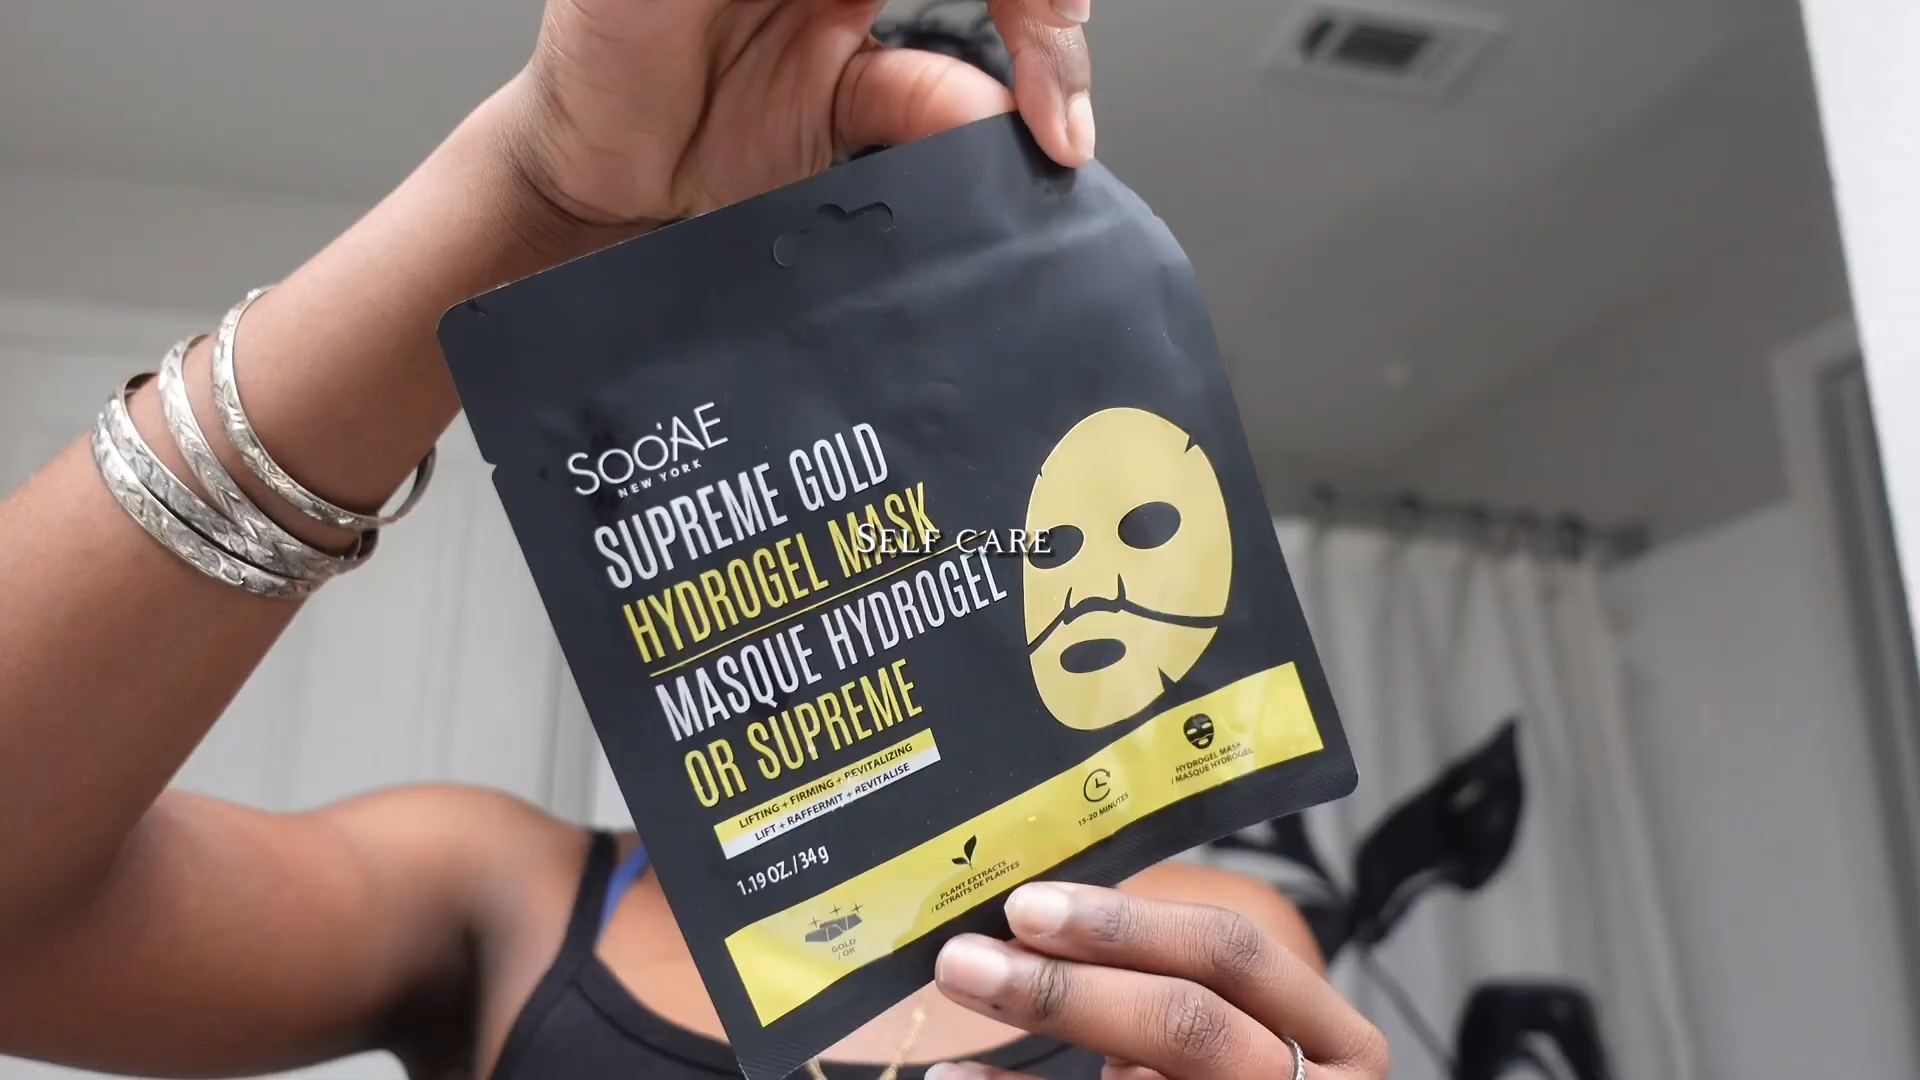 SOO'AE
NEW YORK
SUPREME GOLD
HYDROGEL MASK
MASQUE HYDROGEL
OR SUPREME
LIFTING + FIRMING + REVITALIZING
LIFT + RAFFERMIT + REVITALISE
1.19 OZ. / 34 g
GOLD
/ OR
PLANT EXTRACTS
/ EXTRAITS DE PLANTES
15-20 MINUTES
HYDROGEL MASK
/ MASQUE HYDROGEL
SELF CARE